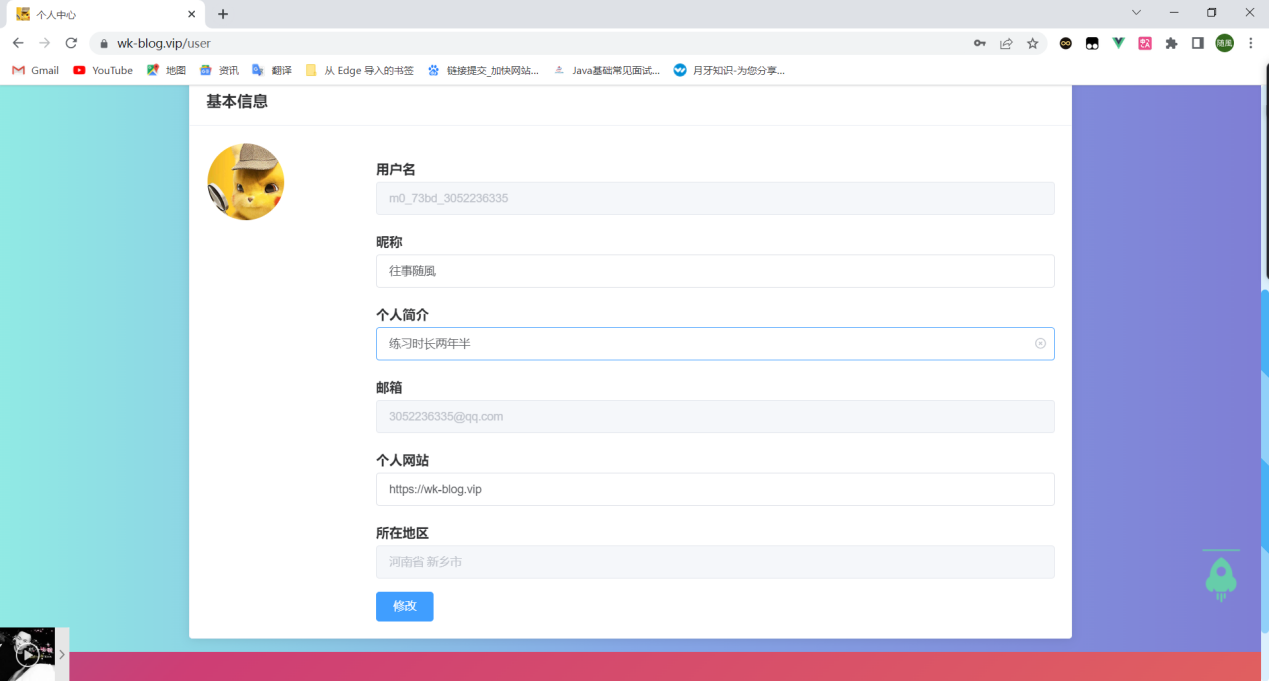 个人中心
wk-blog.vip/user
随風
Gmail
YouTube
地图
资讯
翻译
从 Edge 导入的书签
链接提交_加快网站...
Java基础常见面试...
月牙知识-为您分享...
基本信息
用户名
m0_73bd_3052236335
昵称
往事随風
个人简介
练习时长两年半
邮箱
3052236335@qq.com
个人网站
https://wk-blog.vip
所在地区
河南省 新乡市
修改